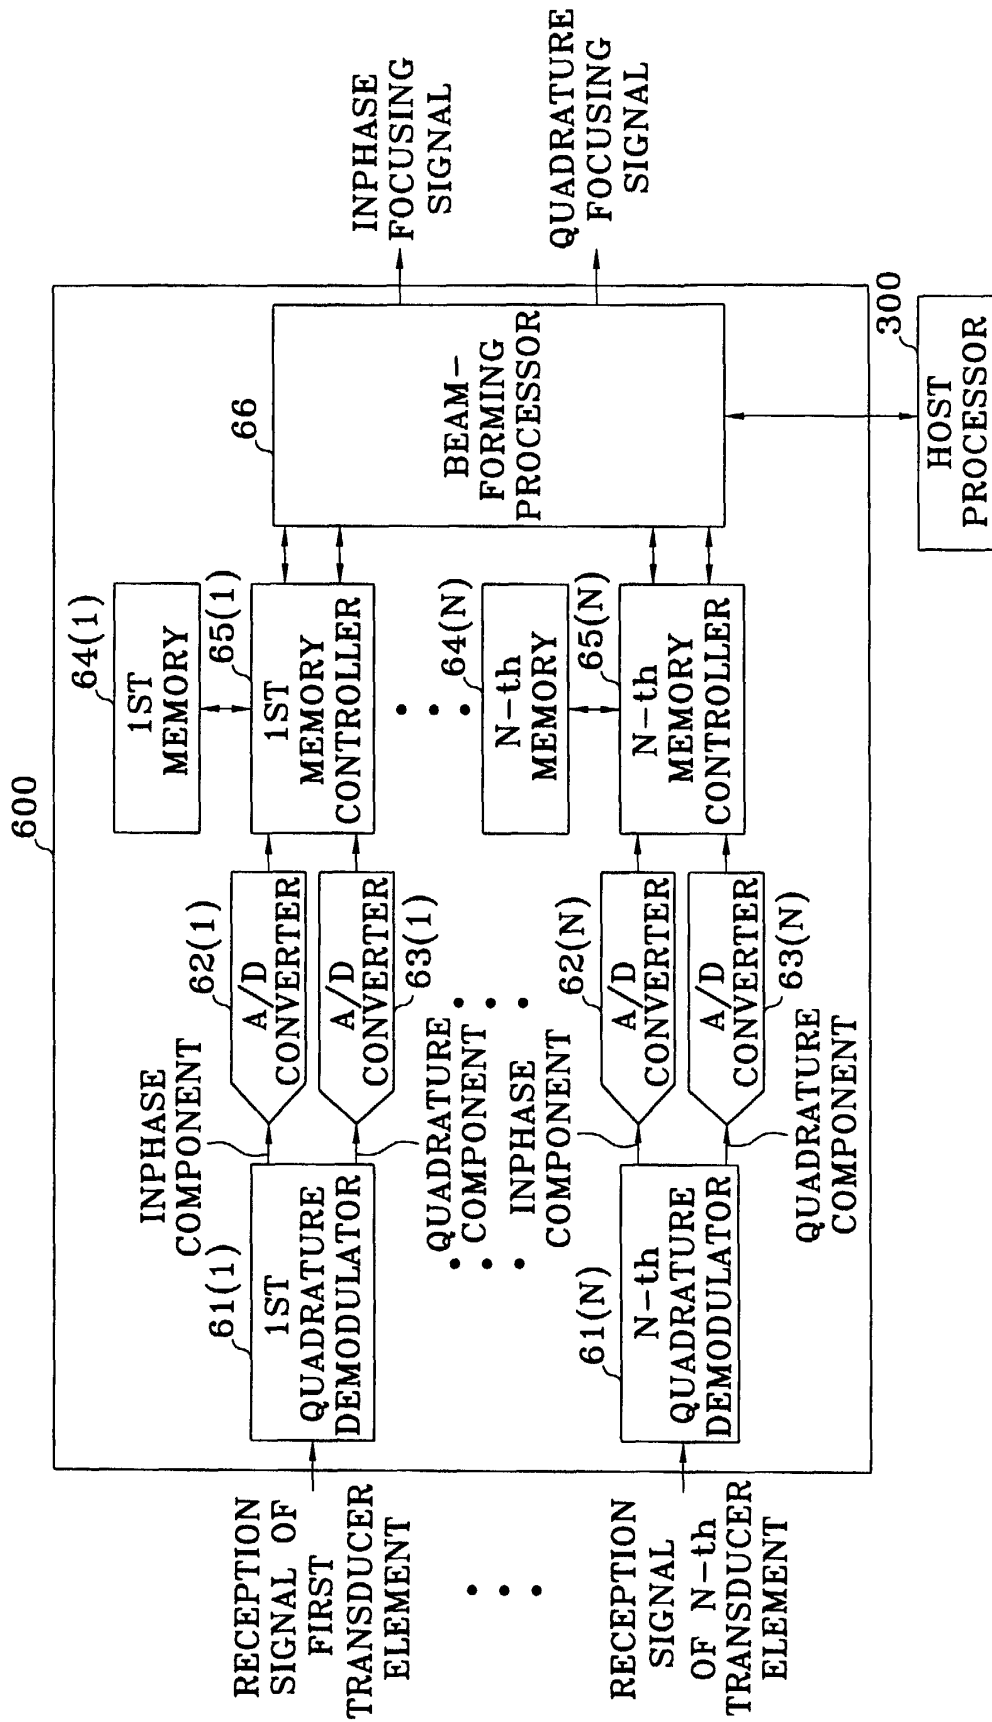 600
RECEPTION
SIGNAL OF
FIRST
TRANSDUCER
ELEMENT
61(1)
1ST
QUADRATURE
DEMODULATOR
INPHASE
COMPONENT
QUADRATURE
COMPONENT
62(1)
A/D
CONVERTER
A/D
CONVERTER
63(1)
64(1)
1ST
MEMORY
65(1)
1ST
MEMORY
CONTROLLER
66
BEAM-
FORMING
PROCESSOR
INPHASE
FOCUSING
SIGNAL
QUADRATURE
FOCUSING
SIGNAL
RECEPTION
SIGNAL
OF N-th
TRANSDUCER
ELEMENT
61(N)
N-th
QUADRATURE
DEMODULATOR
INPHASE
COMPONENT
QUADRATURE
COMPONENT
62(N)
A/D
CONVERTER
A/D
CONVERTER
63(N)
64(N)
N-th
MEMORY
65(N)
N-th
MEMORY
CONTROLLER
300
HOST
PROCESSOR